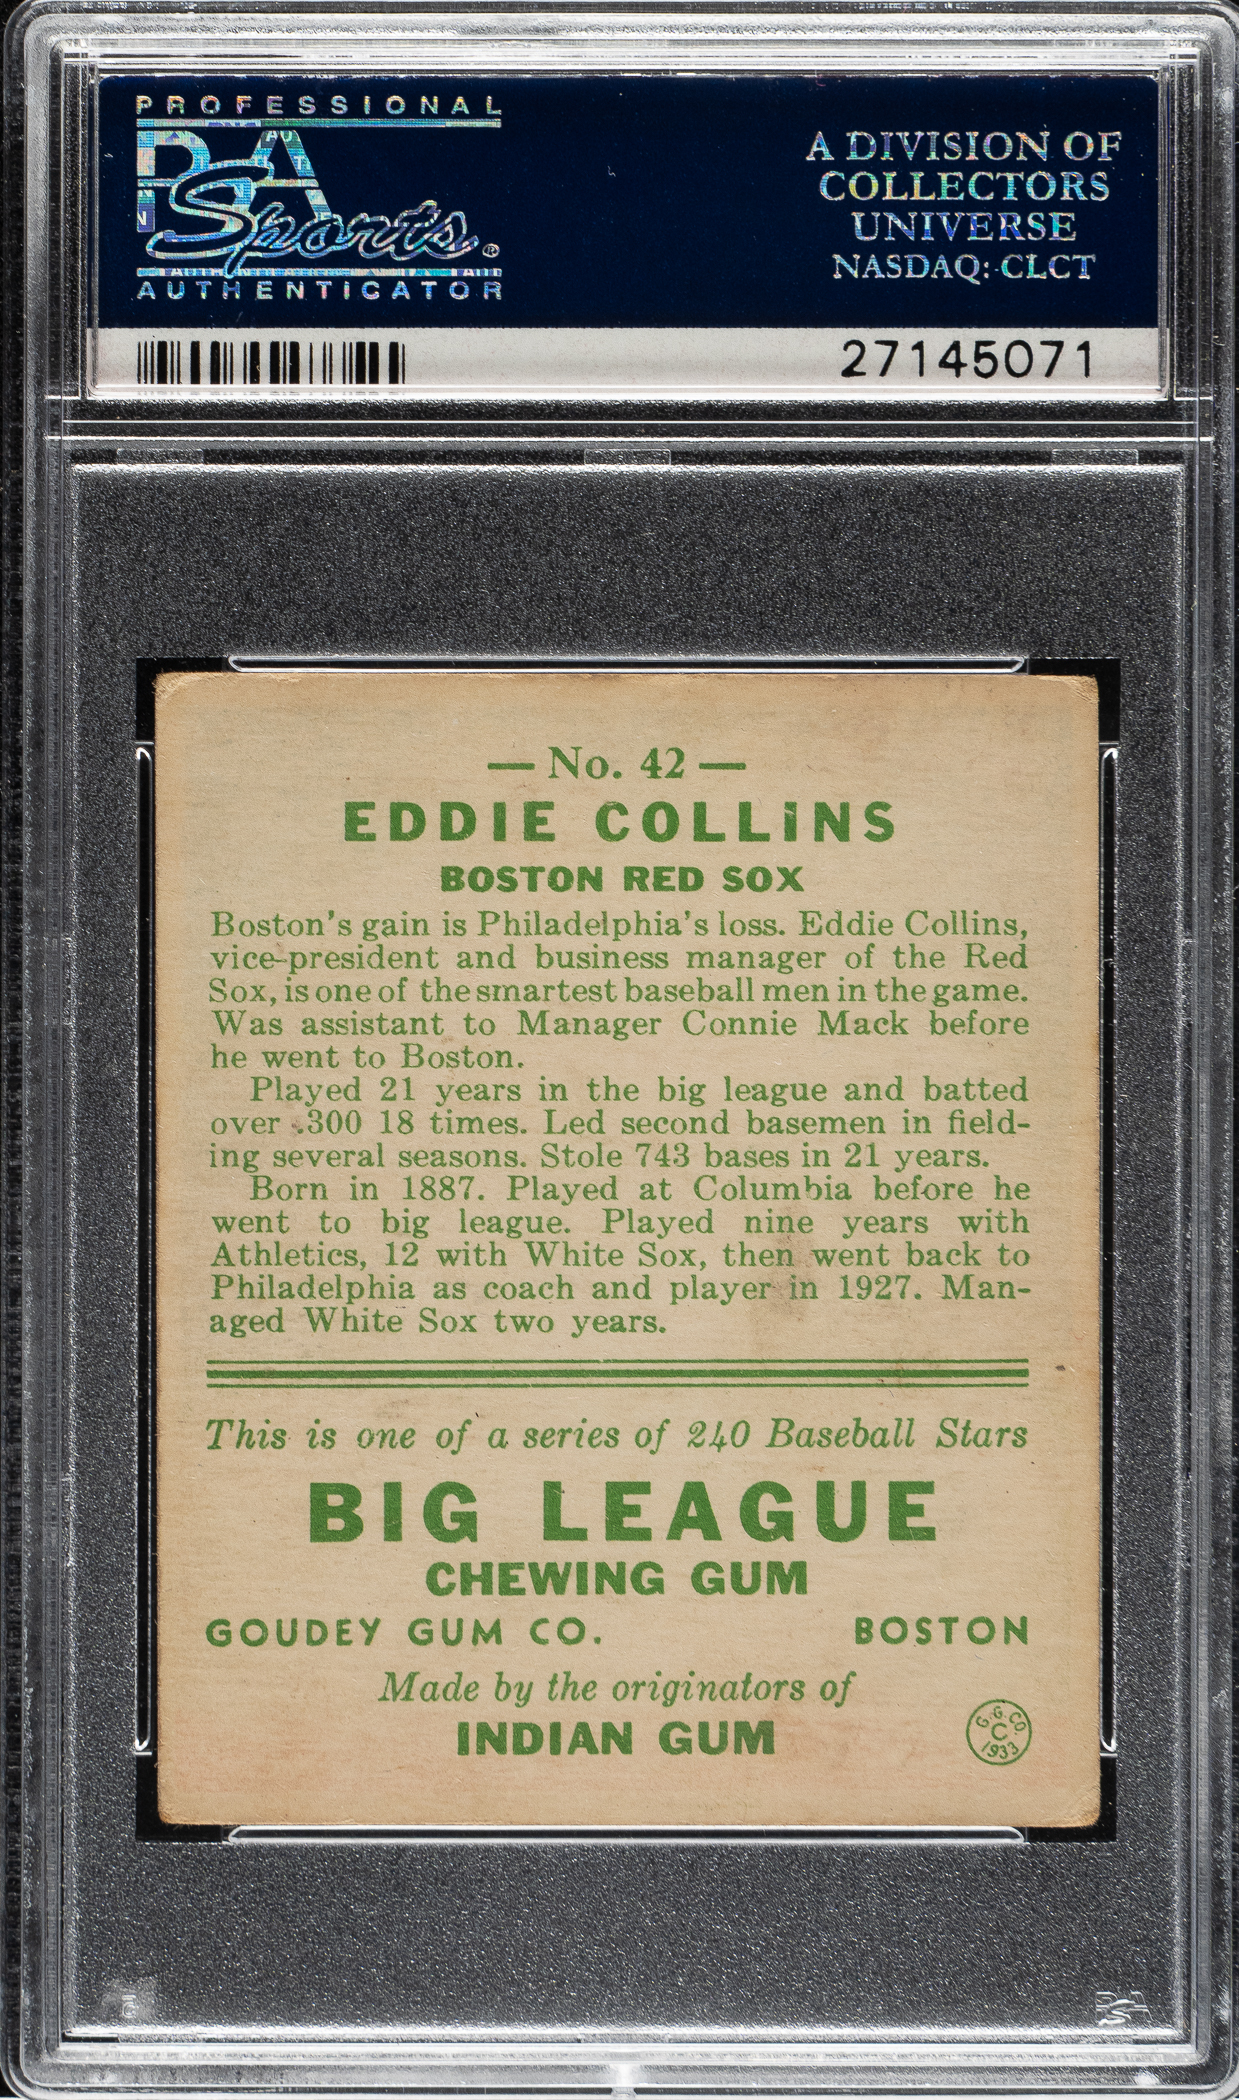 PROFESSIONAL
PSA
Sports®
AUTHENTICATOR
A DIVISION OF
COLLECTORS
UNIVERSE
NASDAQ: CLCT
27145071
— No. 42 —
EDDIE COLLINS
BOSTON RED SOX
Boston's gain is Philadelphia's loss. Eddie Collins,
vice-president and business manager of the Red
Sox, is one of the smartest baseball men in the game.
Was assistant to Manager Connie Mack before
he went to Boston.
Played 21 years in the big league and batted
over .300 18 times. Led second basemen in field-
ing several seasons. Stole 743 bases in 21 years.
Born in 1887. Played at Columbia before he
went to big league. Played nine years with
Athletics, 12 with White Sox, then went back to
Philadelphia as coach and player in 1927. Man-
aged White Sox two years.
This is one of a series of 240 Baseball Stars
BIG LEAGUE
CHEWING GUM
GOUDEY GUM CO. BOSTON
Made by the originators of
INDIAN GUM
G.G.CO.
C
1933
PSA